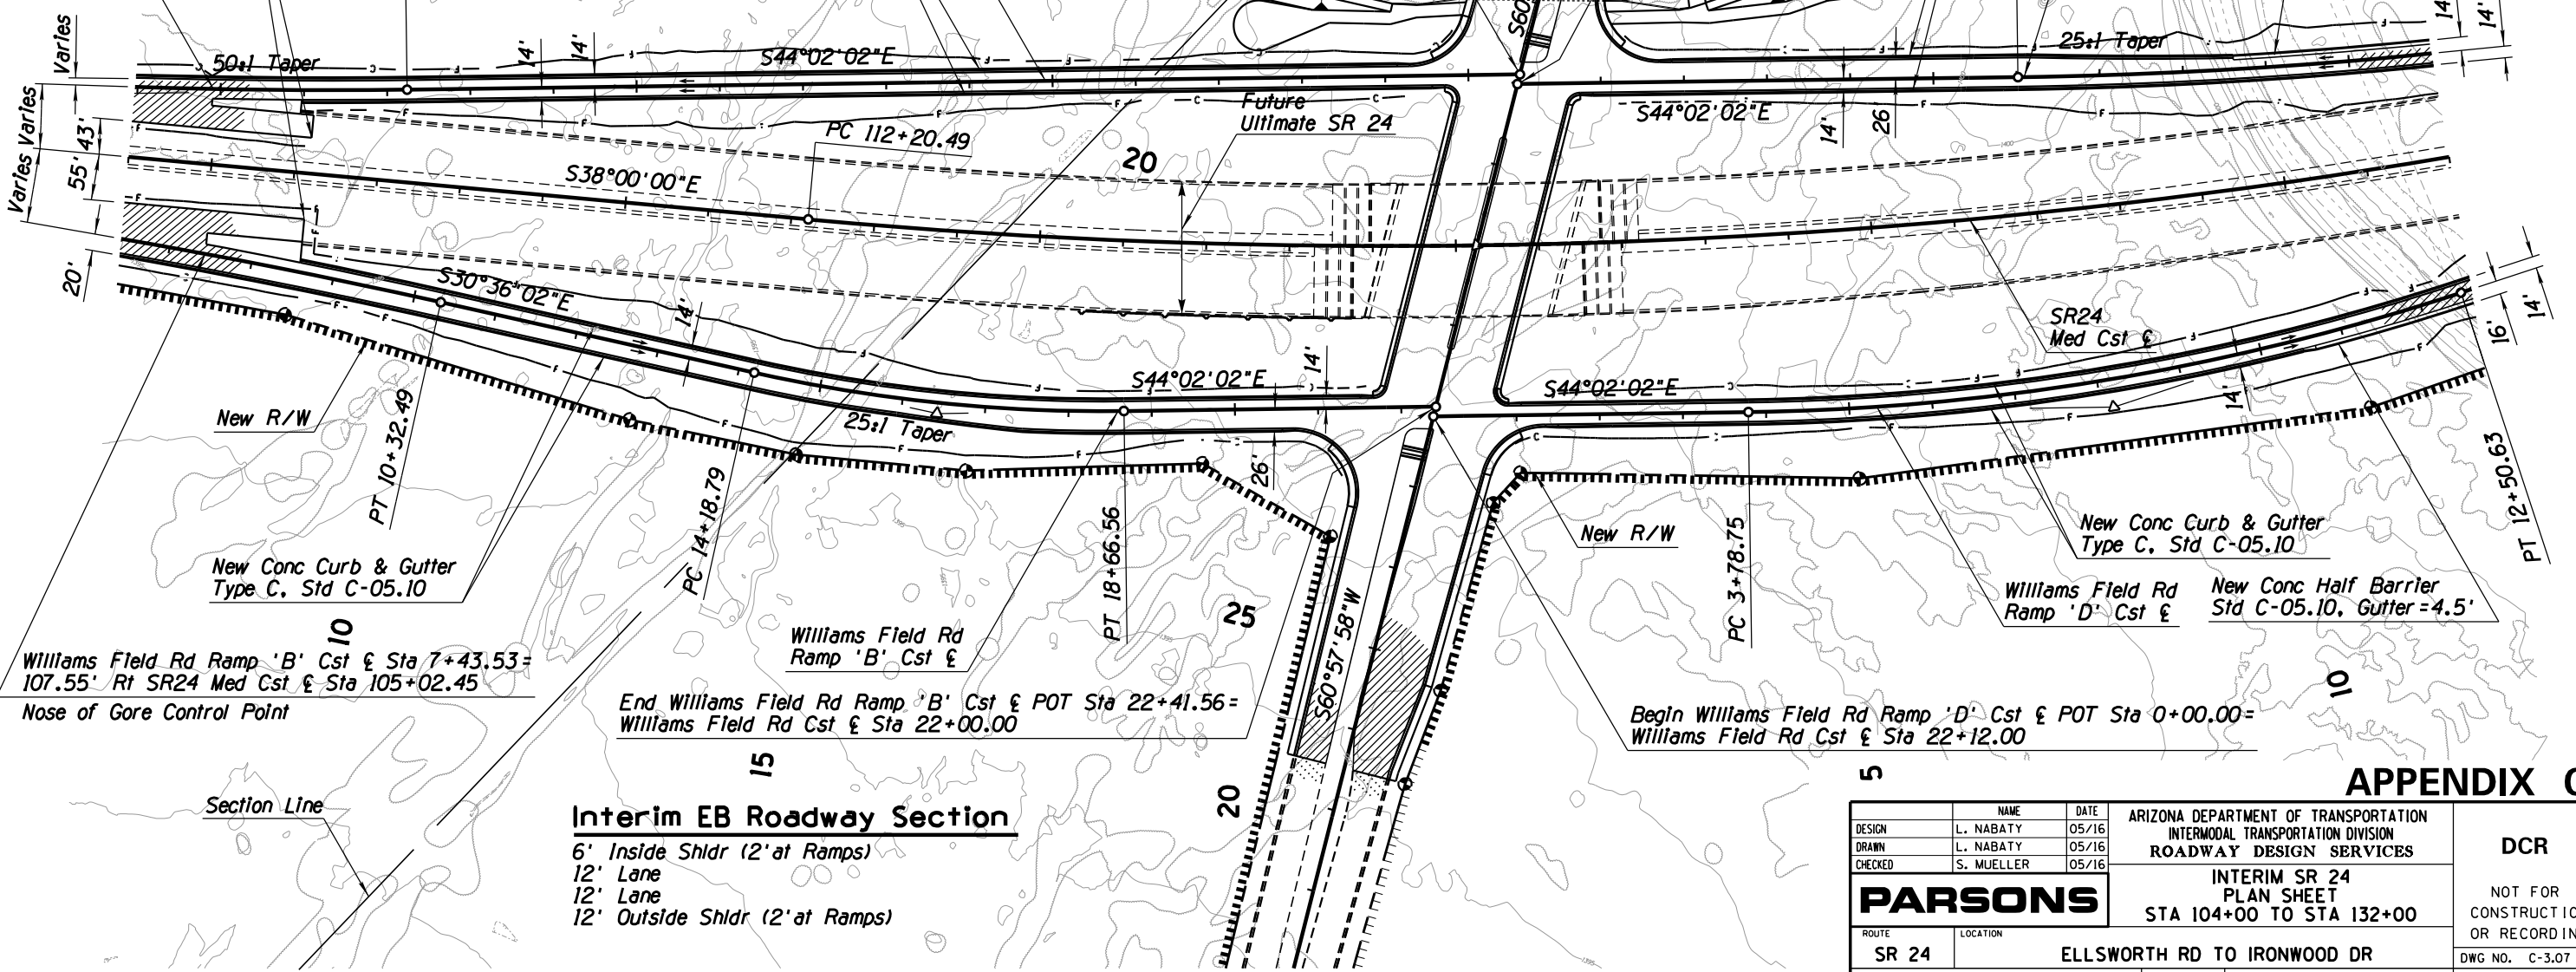 Varies
50:1 Taper
14'
14'
S44°02'02"E
S60
25:1 Taper
14'
14'
Varies
Varies
43'
55'
20'
S38°00'00"E
PC 112+20.49
20
Future
Ultimate SR 24
S44°02'02"E
14'
26'
S30°36'02"E
14'
14'
S44°02'02"E
S44°02'02"E
SR24
Med Cst ℄
16'
14'
New R/W
PT 10+32.49
25:1 Taper
PC 14+18.79
26'
14'
PT 12+50.63
New R/W
PC 3+78.75
New Conc Curb & Gutter
Type C, Std C-05.10
New Conc Curb & Gutter
Type C, Std C-05.10
PT 18+66.56
25
S60°57'58"W
Williams Field Rd
Ramp 'D' Cst ℄
New Conc Half Barrier
Std C-05.10, Gutter=4.5'
10
Williams Field Rd
Ramp 'B' Cst ℄
Williams Field Rd Ramp 'B' Cst ℄ Sta 7+43.53=
107.55' Rt SR24 Med Cst ℄ Sta 105+02.45
Nose of Gore Control Point
End Williams Field Rd Ramp 'B' Cst ℄ POT Sta 22+41.56=
Williams Field Rd Cst ℄ Sta 22+00.00
10
Begin Williams Field Rd Ramp 'D' Cst ℄ POT Sta 0+00.00=
Williams Field Rd Cst ℄ Sta 22+12.00
15
20
5
Section Line
Interim EB Roadway Section
6' Inside Shldr (2'at Ramps)
12' Lane
12' Lane
12' Outside Shldr (2'at Ramps)
APPENDIX
NAME DATE
DESIGN L. NABATY 05/16
DRAWN L. NABATY 05/16
CHECKED S. MUELLER 05/16
PARSONS
ARIZONA DEPARTMENT OF TRANSPORTATION
INTERMODAL TRANSPORTATION DIVISION
ROADWAY DESIGN SERVICES
INTERIM SR 24
PLAN SHEET
STA 104+00 TO STA 132+00
DCR
NOT FOR
CONSTRUCTIO
OR RECORDIN
ROUTE
SR 24
LOCATION
ELLSWORTH RD TO IRONWOOD DR
DWG NO. C-3.07